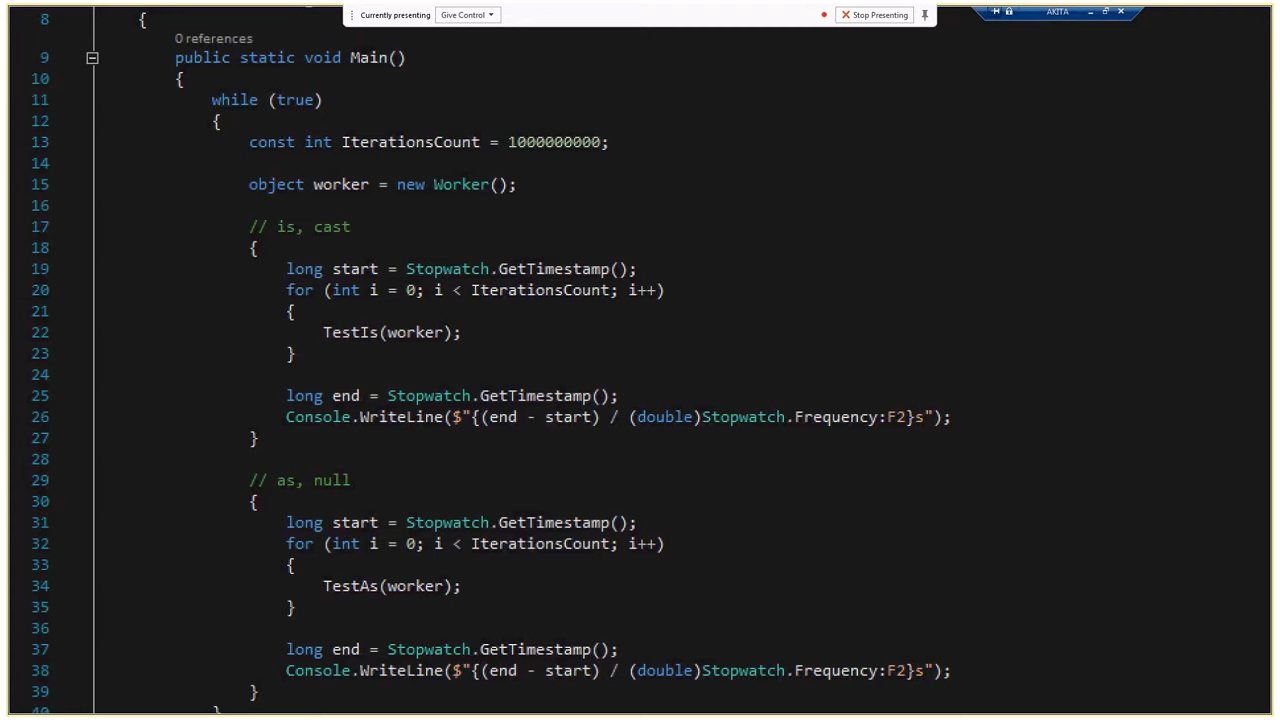 Currently presenting Give Control Stop Presenting AKITA
8 {
0 references
9 public static void Main()
10 {
11 while (true)
12 {
13 const int IterationsCount = 1000000000;
14
15 object worker = new Worker();
16
17 // is, cast
18 {
19 long start = Stopwatch.GetTimestamp();
20 for (int i = 0; i < IterationsCount; i++)
21 {
22 TestIs(worker);
23 }
24
25 long end = Stopwatch.GetTimestamp();
26 Console.WriteLine($"{(end - start) / (double)Stopwatch.Frequency:F2}s");
27 }
28
29 // as, null
30 {
31 long start = Stopwatch.GetTimestamp();
32 for (int i = 0; i < IterationsCount; i++)
33 {
34 TestAs(worker);
35 }
36
37 long end = Stopwatch.GetTimestamp();
38 Console.WriteLine($"{(end - start) / (double)Stopwatch.Frequency:F2}s");
39 }
40 }